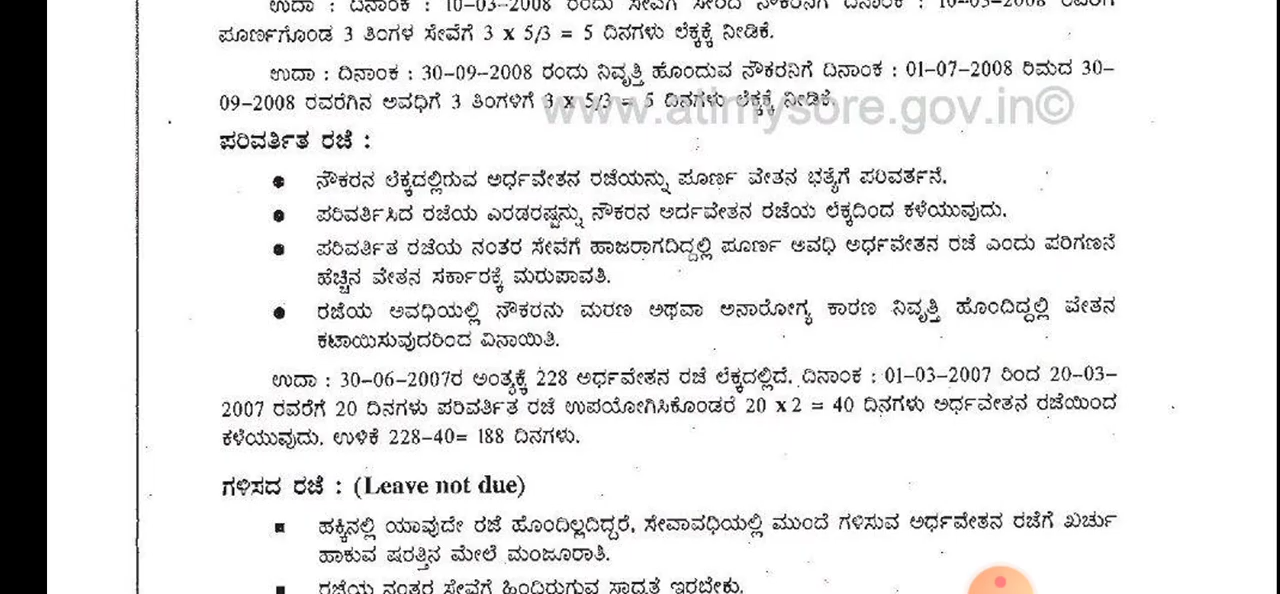 ಉದಾ : ದಿನಾಂಕ : 10-03-2008 ರಂದು ಸೇವೆಗೆ ಸೇರಿದ ನೌಕರನಿಗೆ ದಿನಾಂಕ : 10-03-2008 ರವರೆಗೆ
ಪೂರ್ಣಗೊಂಡ 3 ತಿಂಗಳ ಸೇವೆಗೆ 3 x 5/3 = 5 ದಿನಗಳು ಲೆಕ್ಕಕ್ಕೆ ನೀಡಿಕೆ.
ಉದಾ : ದಿನಾಂಕ : 30-09-2008 ರಂದು ನಿವೃತ್ತಿ ಹೊಂದುವ ನೌಕರನಿಗೆ ದಿನಾಂಕ : 01-07-2008 ರಿಮದ 30-
09-2008 ರವರೆಗಿನ ಅವಧಿಗೆ 3 ತಿಂಗಳಿಗೆ 3 x 5/3 = 5 ದಿನಗಳು ಲೆಕ್ಕಕ್ಕೆ ನೀಡಿಕೆ.
www.atimysore.gov.in©
ಪರಿವರ್ತಿತ ರಜೆ :
● ನೌಕರನ ಲೆಕ್ಕದಲ್ಲಿರುವ ಅರ್ಧವೇತನ ರಜೆಯನ್ನು ಪೂರ್ಣ ವೇತನ ಭತ್ಯೆಗೆ ಪರಿವರ್ತನೆ.
● ಪರಿವರ್ತಿಸಿದ ರಜೆಯ ಎರಡರಷ್ಟನ್ನು ನೌಕರನ ಅರ್ದವೇತನ ರಜೆಯ ಲೆಕ್ಕದಿಂದ ಕಳೆಯುವುದು.
● ಪರಿವರ್ತಿತ ರಜೆಯ ನಂತರ ಸೇವೆಗೆ ಹಾಜರಾಗದಿದ್ದಲ್ಲಿ ಪೂರ್ಣ ಅವಧಿ ಅರ್ಧವೇತನ ರಜೆ ಎಂದು ಪರಿಗಣನೆ
ಹೆಚ್ಚಿನ ವೇತನ ಸರ್ಕಾರಕ್ಕೆ ಮರುಪಾವತಿ.
● ರಜೆಯ ಅವಧಿಯಲ್ಲಿ ನೌಕರನು ಮರಣ ಅಥವಾ ಅನಾರೋಗ್ಯ ಕಾರಣ ನಿವೃತ್ತಿ ಹೊಂದಿದ್ದಲ್ಲಿ ವೇತನ
ಕಟಾಯಿಸುವುದರಿಂದ ವಿನಾಯಿತಿ.
ಉದಾ : 30-06-2007ರ ಅಂತ್ಯಕ್ಕೆ 228 ಅರ್ಧವೇತನ ರಜೆ ಲೆಕ್ಕದಲ್ಲಿದೆ. ದಿನಾಂಕ : 01-03-2007 ರಿಂದ 20-03-
2007 ರವರೆಗೆ 20 ದಿನಗಳು ಪರಿವರ್ತಿತ ರಜೆ ಉಪಯೋಗಿಸಿಕೊಂಡರೆ 20 x 2 = 40 ದಿನಗಳು ಅರ್ಧವೇತನ ರಜೆಯಿಂದ
ಕಳೆಯುವುದು. ಉಳಿಕೆ 228-40= 188 ದಿನಗಳು.
ಗಳಿಸದ ರಜೆ : (Leave not due)
■ ಹಕ್ಕಿನಲ್ಲಿ ಯಾವುದೇ ರಜೆ ಹೊಂದಿಲ್ಲದಿದ್ದರೆ, ಸೇವಾವಧಿಯಲ್ಲಿ ಮುಂದೆ ಗಳಿಸುವ ಅರ್ಧವೇತನ ರಜೆಗೆ ಖರ್ಚು
ಹಾಕುವ ಷರತ್ತಿನ ಮೇಲೆ ಮಂಜೂರಾತಿ.
■ ರಜೆಯ ನಂತರ ಸೇವೆಗೆ ಹಿಂದಿರುಗುವ ಸಾಧ್ಯತೆ ಇರಬೇಕು.